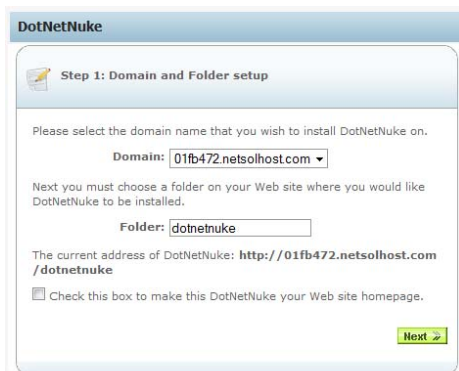 DotNetNuke
Step 1: Domain and Folder setup
Please select the domain name that you wish to install DotNetNuke on.
Domain: 01fb472.netsolhost.com
Next you must choose a folder on your Web site where you would like
DotNetNuke to be installed.
Folder: dotnetnuke
The current address of DotNetNuke: http://01fb472.netsolhost.com
/dotnetnuke
Check this box to make this DotNetNuke your Web site homepage.
Next